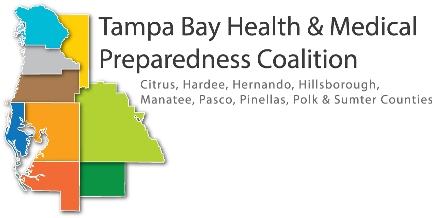 Tampa Bay Health & Medical
Preparedness Coalition
Citrus, Hardee, Hernando, Hillsborough,
Manatee, Pasco, Pinellas, Polk & Sumter Counties